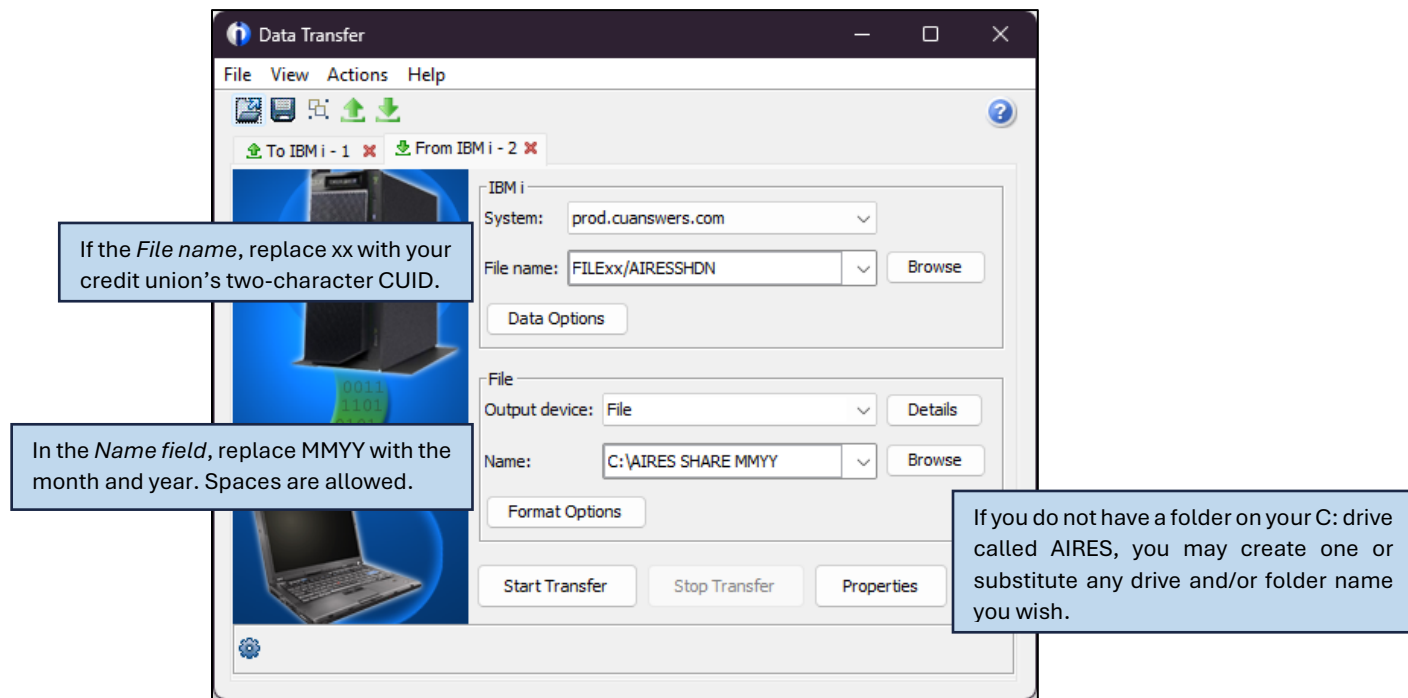 Data Transfer
File View Actions Help
To IBM i - 1 From IBM i - 2
IBM i
System: prod.cuanswers.com
If the File name, replace xx with your
credit union's two-character CUID.
File name: FILExx/AIRESSHDN Browse
Data Options
0011
1101
File
Output device: File Details
In the Name field, replace MMYY with the
month and year. Spaces are allowed.
Name: C:\AIRES SHARE MMYY Browse
Format Options
If you do not have a folder on your C: drive
called AIRES, you may create one or
substitute any drive and/or folder name
you wish.
Start Transfer Stop Transfer Properties